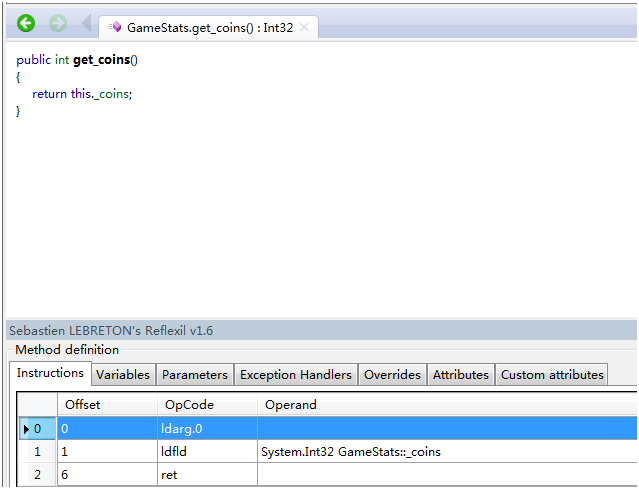 GameStats.get_coins() : Int32
public int get_coins()
{
return this._coins;
}
Sebastien LEBRETON's Reflexil v1.6
Method definition
Instructions Variables Parameters Exception Handlers Overrides Attributes Custom attributes
Offset OpCode Operand
0 0 ldarg.0
1 1 ldfld System.Int32 GameStats::_coins
2 6 ret